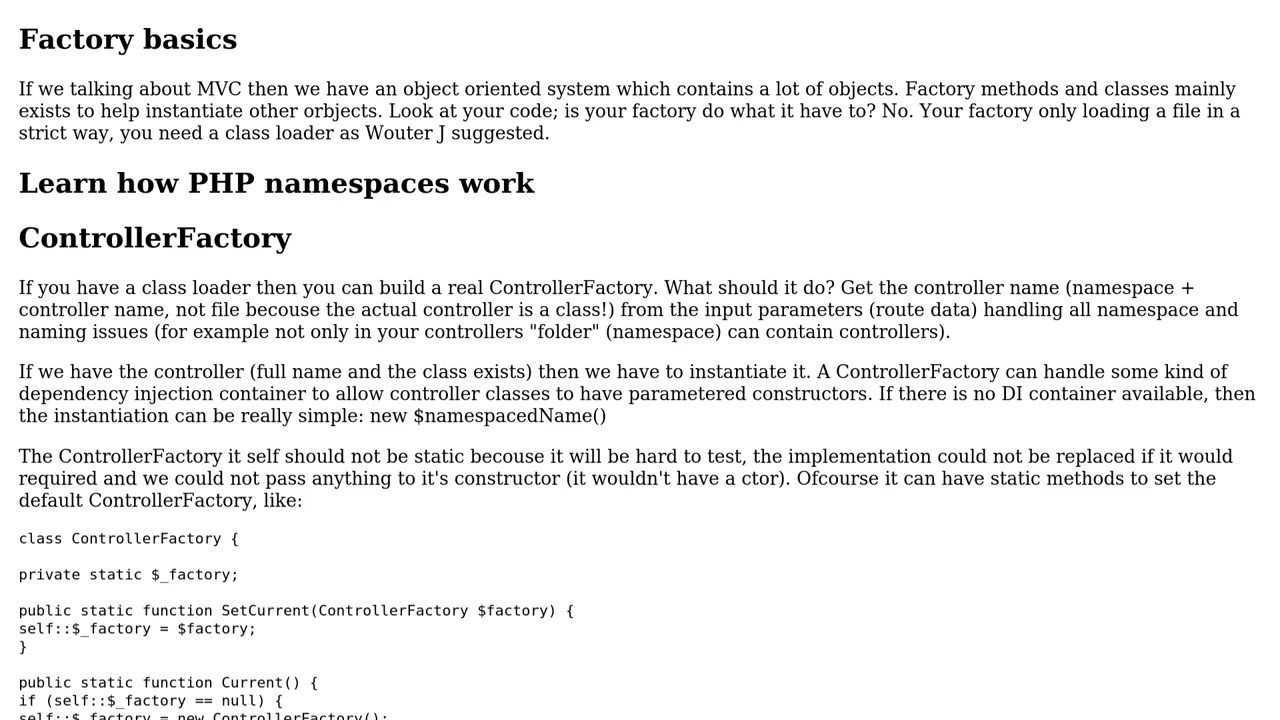 Factory basics
If we talking about MVC then we have an object oriented system which contains a lot of objects. Factory methods and classes mainly
exists to help instantiate other orbjects. Look at your code; is your factory do what it have to? No. Your factory only loading a file in a
strict way, you need a class loader as Wouter J suggested.
Learn how PHP namespaces work
ControllerFactory
If you have a class loader then you can build a real ControllerFactory. What should it do? Get the controller name (namespace +
controller name, not file becouse the actual controller is a class!) from the input parameters (route data) handling all namespace and
naming issues (for example not only in your controllers "folder" (namespace) can contain controllers).
If we have the controller (full name and the class exists) then we have to instantiate it. A ControllerFactory can handle some kind of
dependency injection container to allow controller classes to have parametered constructors. If there is no DI container available, then
the instantiation can be really simple: new $namespacedName()
The ControllerFactory it self should not be static becouse it will be hard to test, the implementation could not be replaced if it would
required and we could not pass anything to it's constructor (it wouldn't have a ctor). Ofcourse it can have static methods to set the
default ControllerFactory, like:
class ControllerFactory {
private static $_factory;
public static function SetCurrent(ControllerFactory $factory) {
self::$_factory = $factory;
}
public static function Current() {
if (self::$_factory == null) {
self::$_factory = new ControllerFactory();